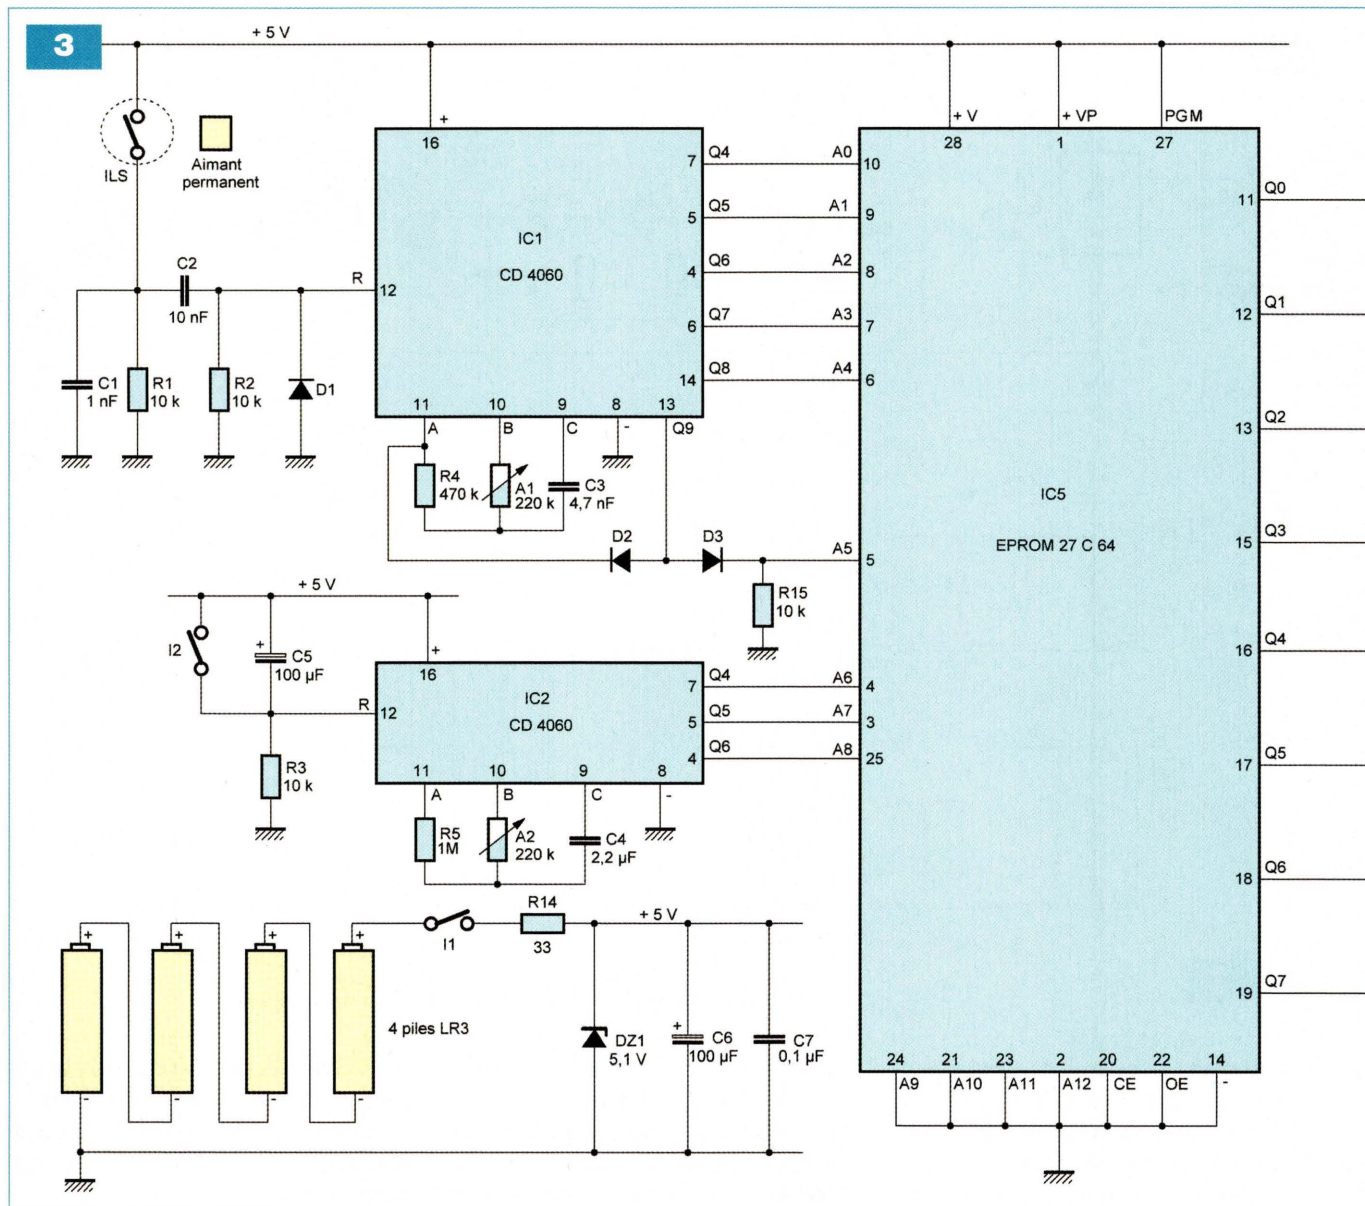 3
+ 5 V
ILS
Aimant
permanent
+
16
IC1
CD 4060
R
12
7
Q4
A0
10
5
Q5
A1
9
4
Q6
A2
8
6
Q7
A3
7
14
Q8
A4
6
C2
10 nF
C1
1 nF
R1
10 k
R2
10 k
D1
11
10
9
8
13
A
B
C
-
Q9
R4
470 k
A1
220 k
C3
4,7 nF
D2
D3
A5
5
R15
10 k
+ V
+ VP
PGM
28
1
27
IC5
EPROM 27 C 64
11
Q0
12
Q1
13
Q2
15
Q3
16
Q4
17
Q5
18
Q6
19
Q7
24
21
23
2
20
22
14
A9
A10
A11
A12
CE
OE
-
+ 5 V
I2
+
C5
100 µF
R3
10 k
+
16
IC2
CD 4060
R
12
7
Q4
A6
4
5
Q5
A7
3
4
Q6
A8
25
11
10
9
8
A
B
C
-
R5
1M
A2
220 k
C4
2,2 µF
+
+
+
+
-
-
-
-
4 piles LR3
I1
R14
33
+ 5 V
DZ1
5,1 V
+
C6
100 µF
C7
0,1 µF